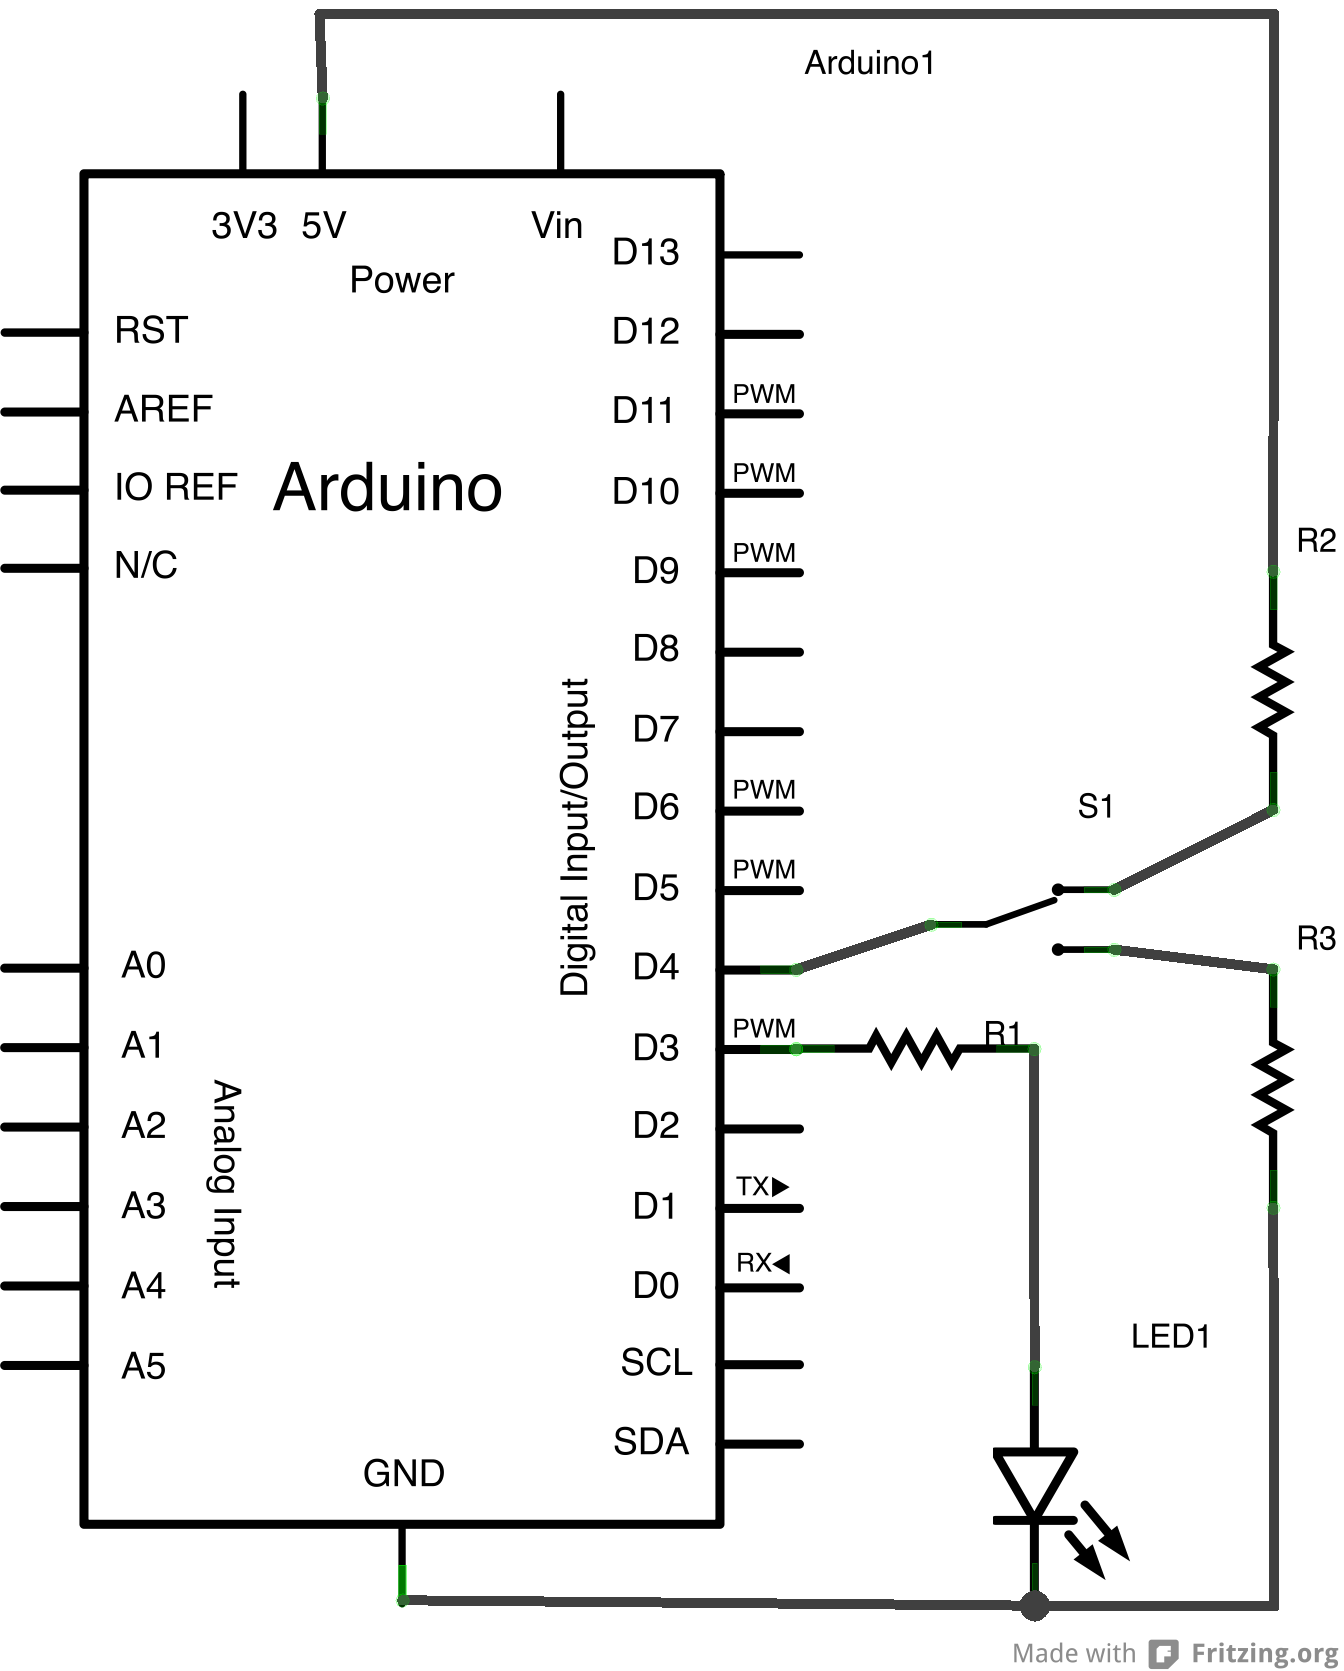 Arduino1
3V3 5V Vin
Power
RST
AREF
IO REF
N/C
Arduino
D13
D12
PWM
D11
PWM
D10
PWM
D9
D8
D7
PWM
D6
PWM
D5
D4
PWM
D3
D2
TX
D1
RX
D0
SCL
SDA
Digital Input/Output
A0
A1
A2
A3
A4
A5
Analog Input
GND
R2
S1
R3
R1
LED1
Made with Fritzing.org